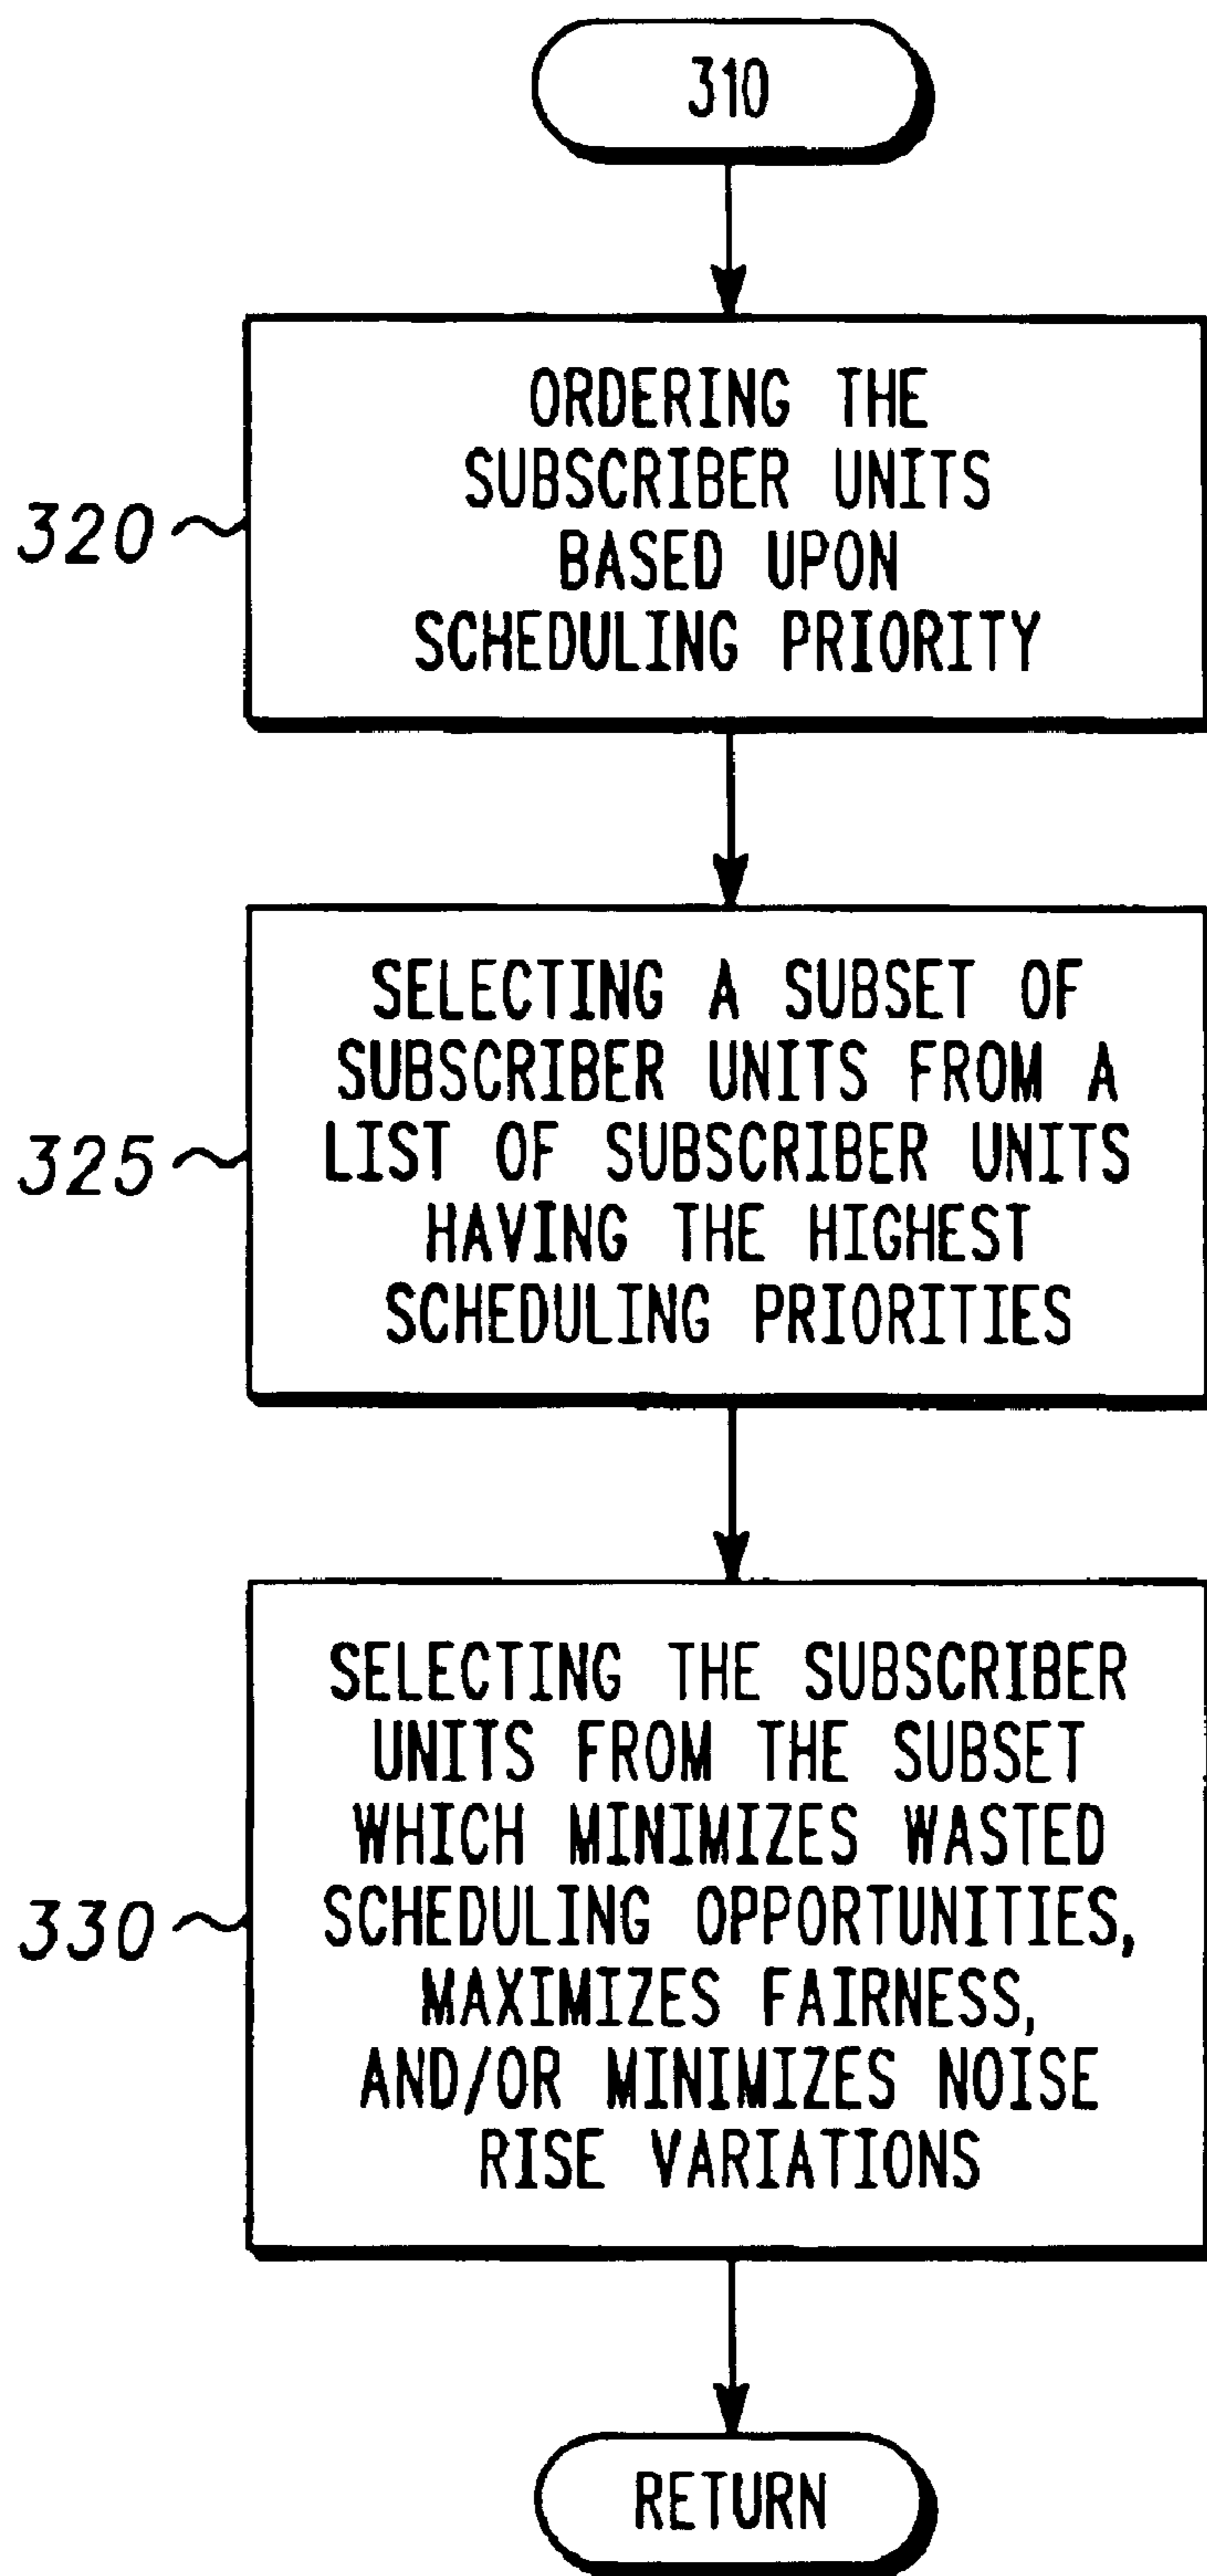 310
320
ORDERING THE
SUBSCRIBER UNITS
BASED UPON
SCHEDULING PRIORITY
325
SELECTING A SUBSET OF
SUBSCRIBER UNITS FROM A
LIST OF SUBSCRIBER UNITS
HAVING THE HIGHEST
SCHEDULING PRIORITIES
330
SELECTING THE SUBSCRIBER
UNITS FROM THE SUBSET
WHICH MINIMIZES WASTED
SCHEDULING OPPORTUNITIES,
MAXIMIZES FAIRNESS,
AND/OR MINIMIZES NOISE
RISE VARIATIONS
RETURN